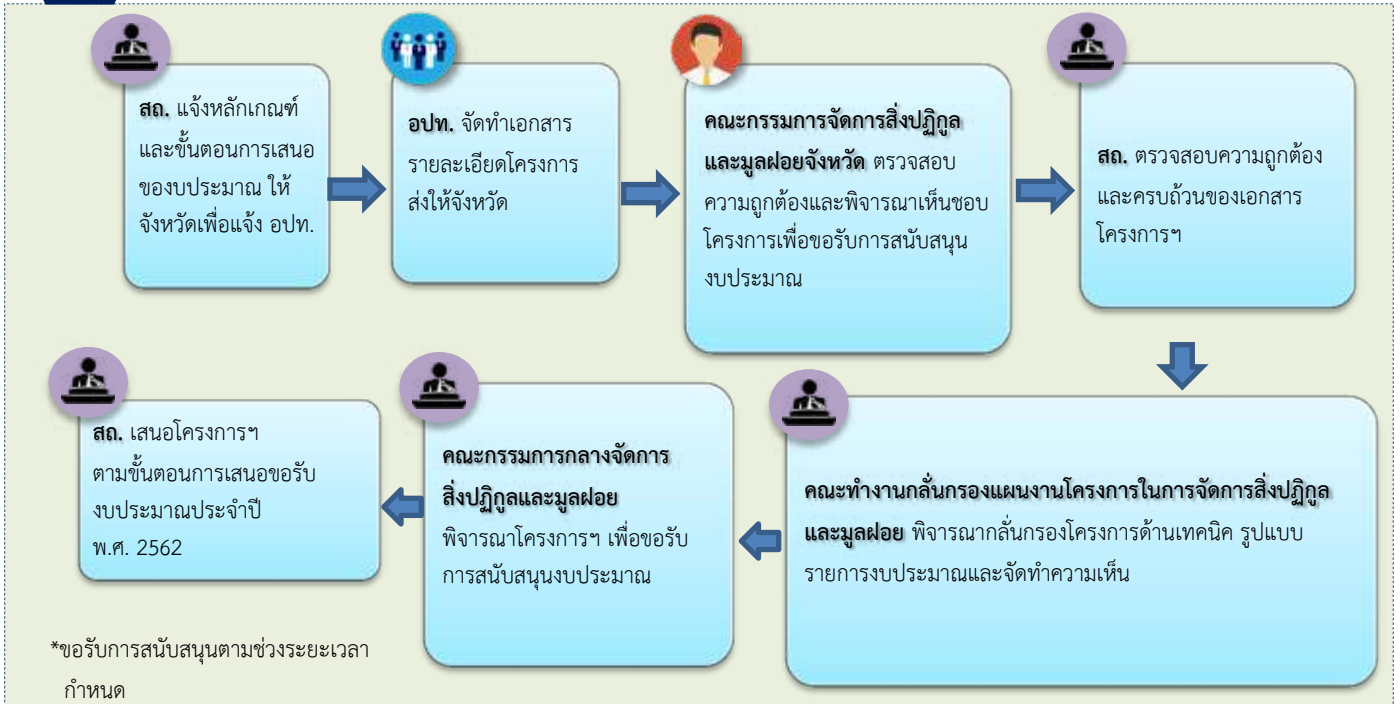 สถ. แจ้งหลักเกณฑ์
และขั้นตอนการเสนอ
ของบประมาณ ให้
จังหวัดเพื่อแจ้ง อปท.
อปท. จัดทำเอกสาร
รายละเอียดโครงการ
ส่งให้จังหวัด
คณะกรรมการจัดการสิ่งปฏิกูล
และมูลฝอยจังหวัด ตรวจสอบ
ความถูกต้องและพิจารณาเห็นชอบ
โครงการเพื่อขอรับการสนับสนุน
งบประมาณ
สถ. ตรวจสอบความถูกต้อง
และครบถ้วนของเอกสาร
โครงการฯ
คณะทำงานกลั่นกรองแผนงานโครงการในการจัดการสิ่งปฏิกูล
และมูลฝอย พิจารณากลั่นกรองโครงการด้านเทคนิค รูปแบบ
รายการงบประมาณและจัดทำความเห็น
คณะกรรมการกลางจัดการ
สิ่งปฏิกูลและมูลฝอย
พิจารณาโครงการฯ เพื่อขอรับ
การสนับสนุนงบประมาณ
สถ. เสนอโครงการฯ
ตามขั้นตอนการเสนอขอรับ
งบประมาณประจำปี
พ.ศ. 2562
*ขอรับการสนับสนุนตามช่วงระยะเวลา
กำหนด